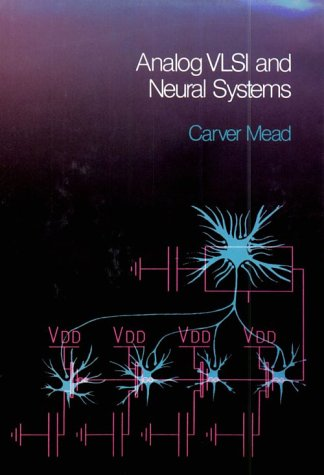 Analog VLSI and
Neural Systems
Carver Mead
VDD VDD VDD VDD